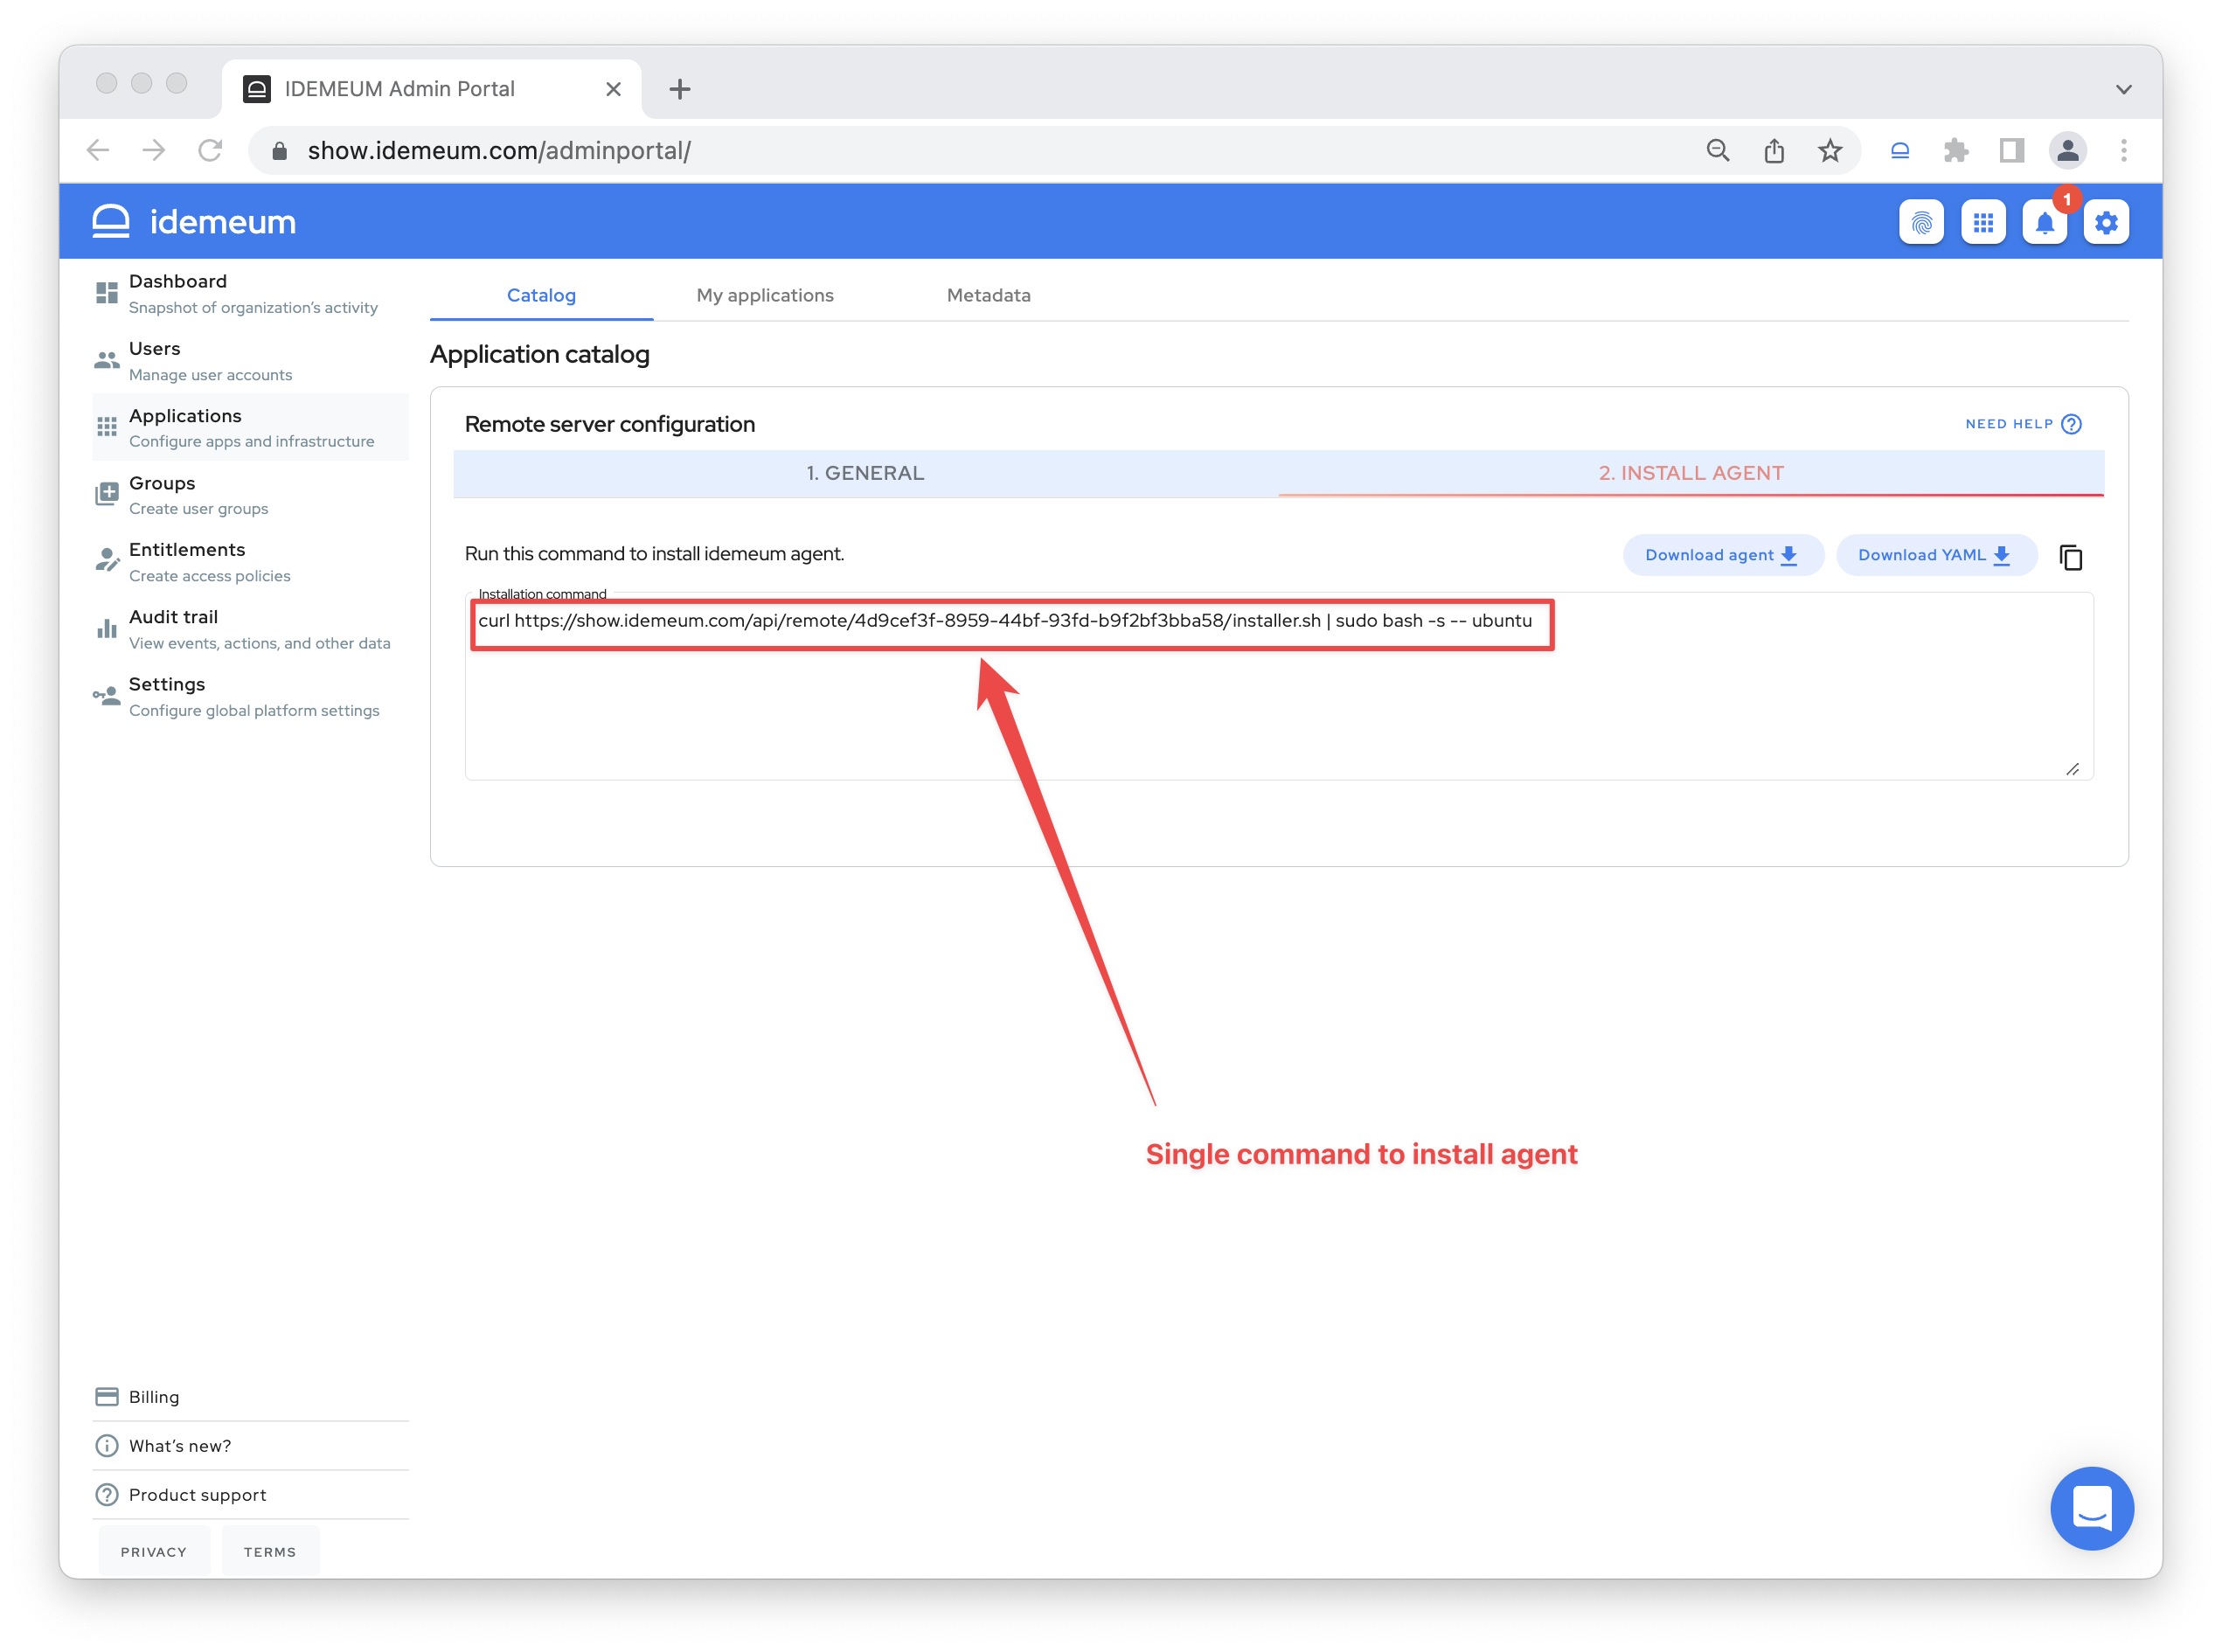 IDEMEUM Admin Portal
show.idemeum.com/adminportal/
idemeum
1
Dashboard
Snapshot of organization's activity
Users
Manage user accounts
Applications
Configure apps and infrastructure
Groups
Create user groups
Entitlements
Create access policies
Audit trail
View events, actions, and other data
Settings
Configure global platform settings
Catalog
My applications
Metadata
Application catalog
Remote server configuration
NEED HELP
1. GENERAL
2. INSTALL AGENT
Run this command to install idemeum agent.
Download agent
Download YAML
Installation command
curl https://show.idemeum.com/api/remote/4d9cef3f-8959-44bf-93fd-b9f2bf3bba58/installer.sh | sudo bash -s -- ubuntu
Single command to install agent
Billing
What's new?
Product support
PRIVACY
TERMS